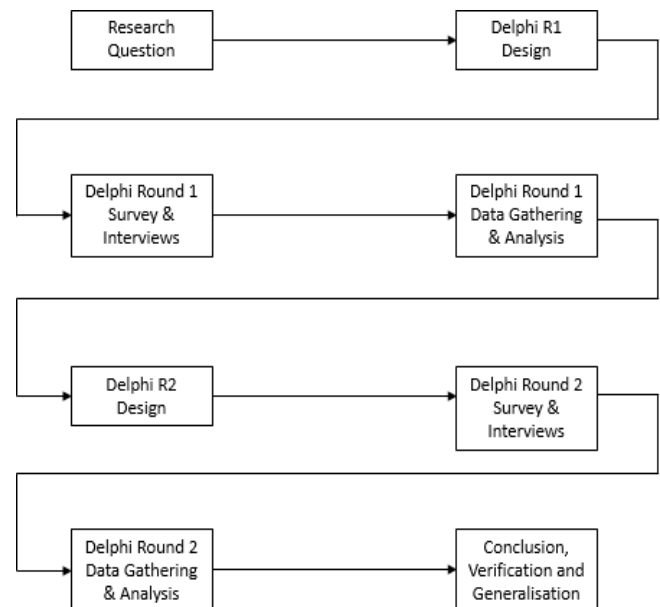 Research
Question
Delphi R1
Design
Delphi Round 1
Survey &
Interviews
Delphi Round 1
Data Gathering
& Analysis
Delphi R2
Design
Delphi Round 2
Survey &
Interviews
Delphi Round 2
Data Gathering
& Analysis
Conclusion,
Verification and
Generalisation